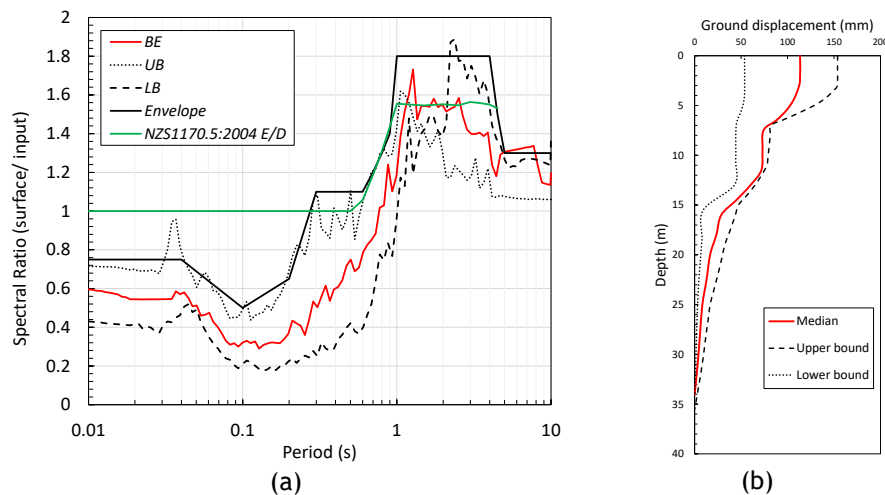 BE
UB
LB
Envelope
NZS1170.5:2004 E/D
Spectral Ratio (surface/ input)
2
1.8
1.6
1.4
1.2
1
0.8
0.6
0.4
0.2
0
0.01 0.1 1 10
Period (s)
(a)
Ground displacement (mm)
0 50 100 150 200
Depth (m)
0
5
10
15
20
25
30
35
40
Median
Upper bound
Lower bound
(b)